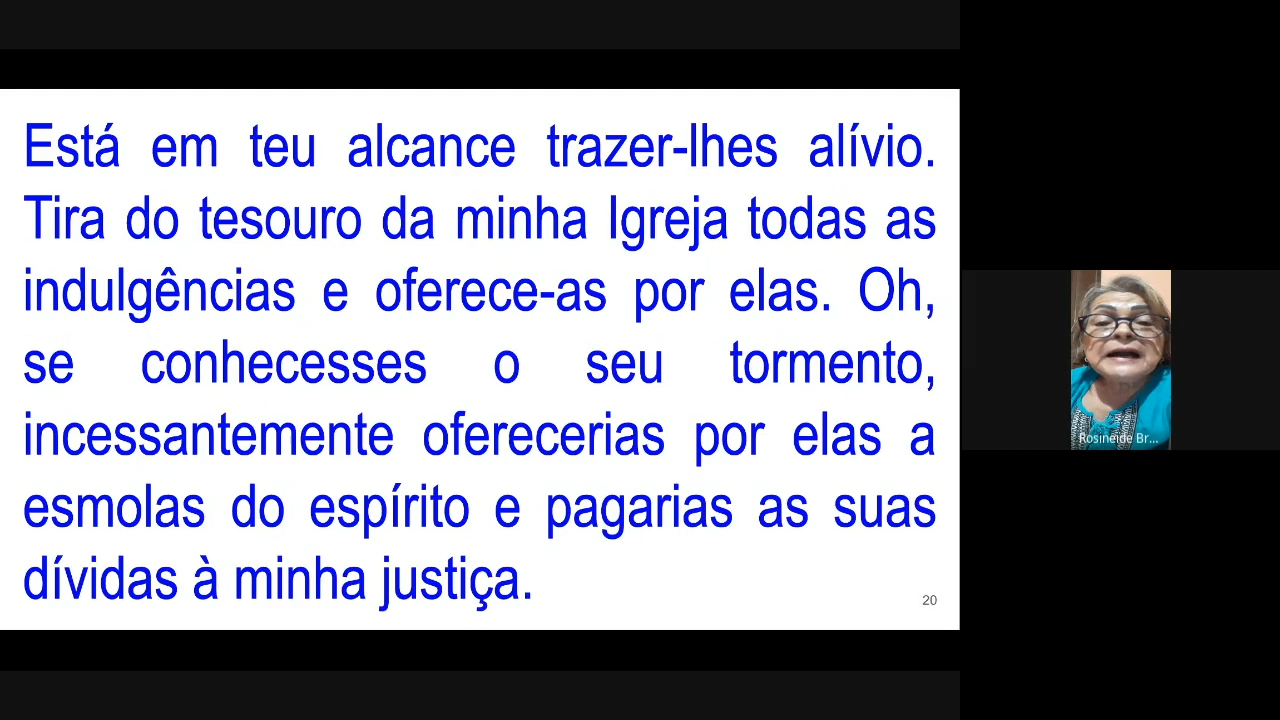 Está em teu alcance trazer-lhes alívio.
Tira do tesouro da minha Igreja todas as
indulgências e oferece-as por elas. Oh,
se conhecesses o seu tormento,
incessantemente oferecerias por elas a
esmolas do espírito e pagarias as suas
dívidas à minha justiça.
20
Rosineide Br...